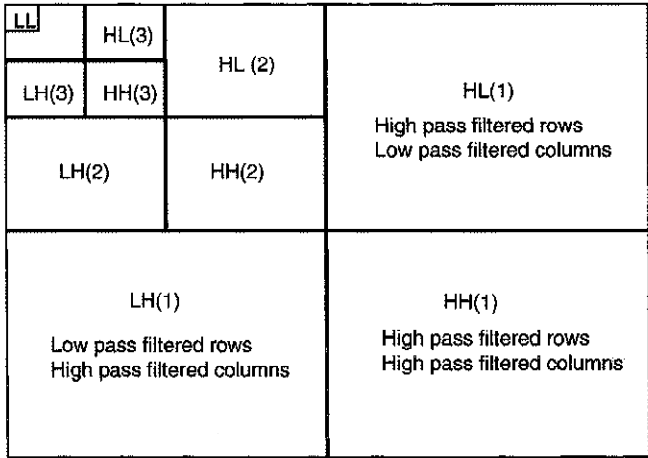 LL
HL(3)
HL (2)
LH(3)
HH(3)
HL(1)
High pass filtered rows
Low pass filtered columns
LH(2)
HH(2)
LH(1)
Low pass filtered rows
High pass filtered columns
HH(1)
High pass filtered rows
High pass filtered columns